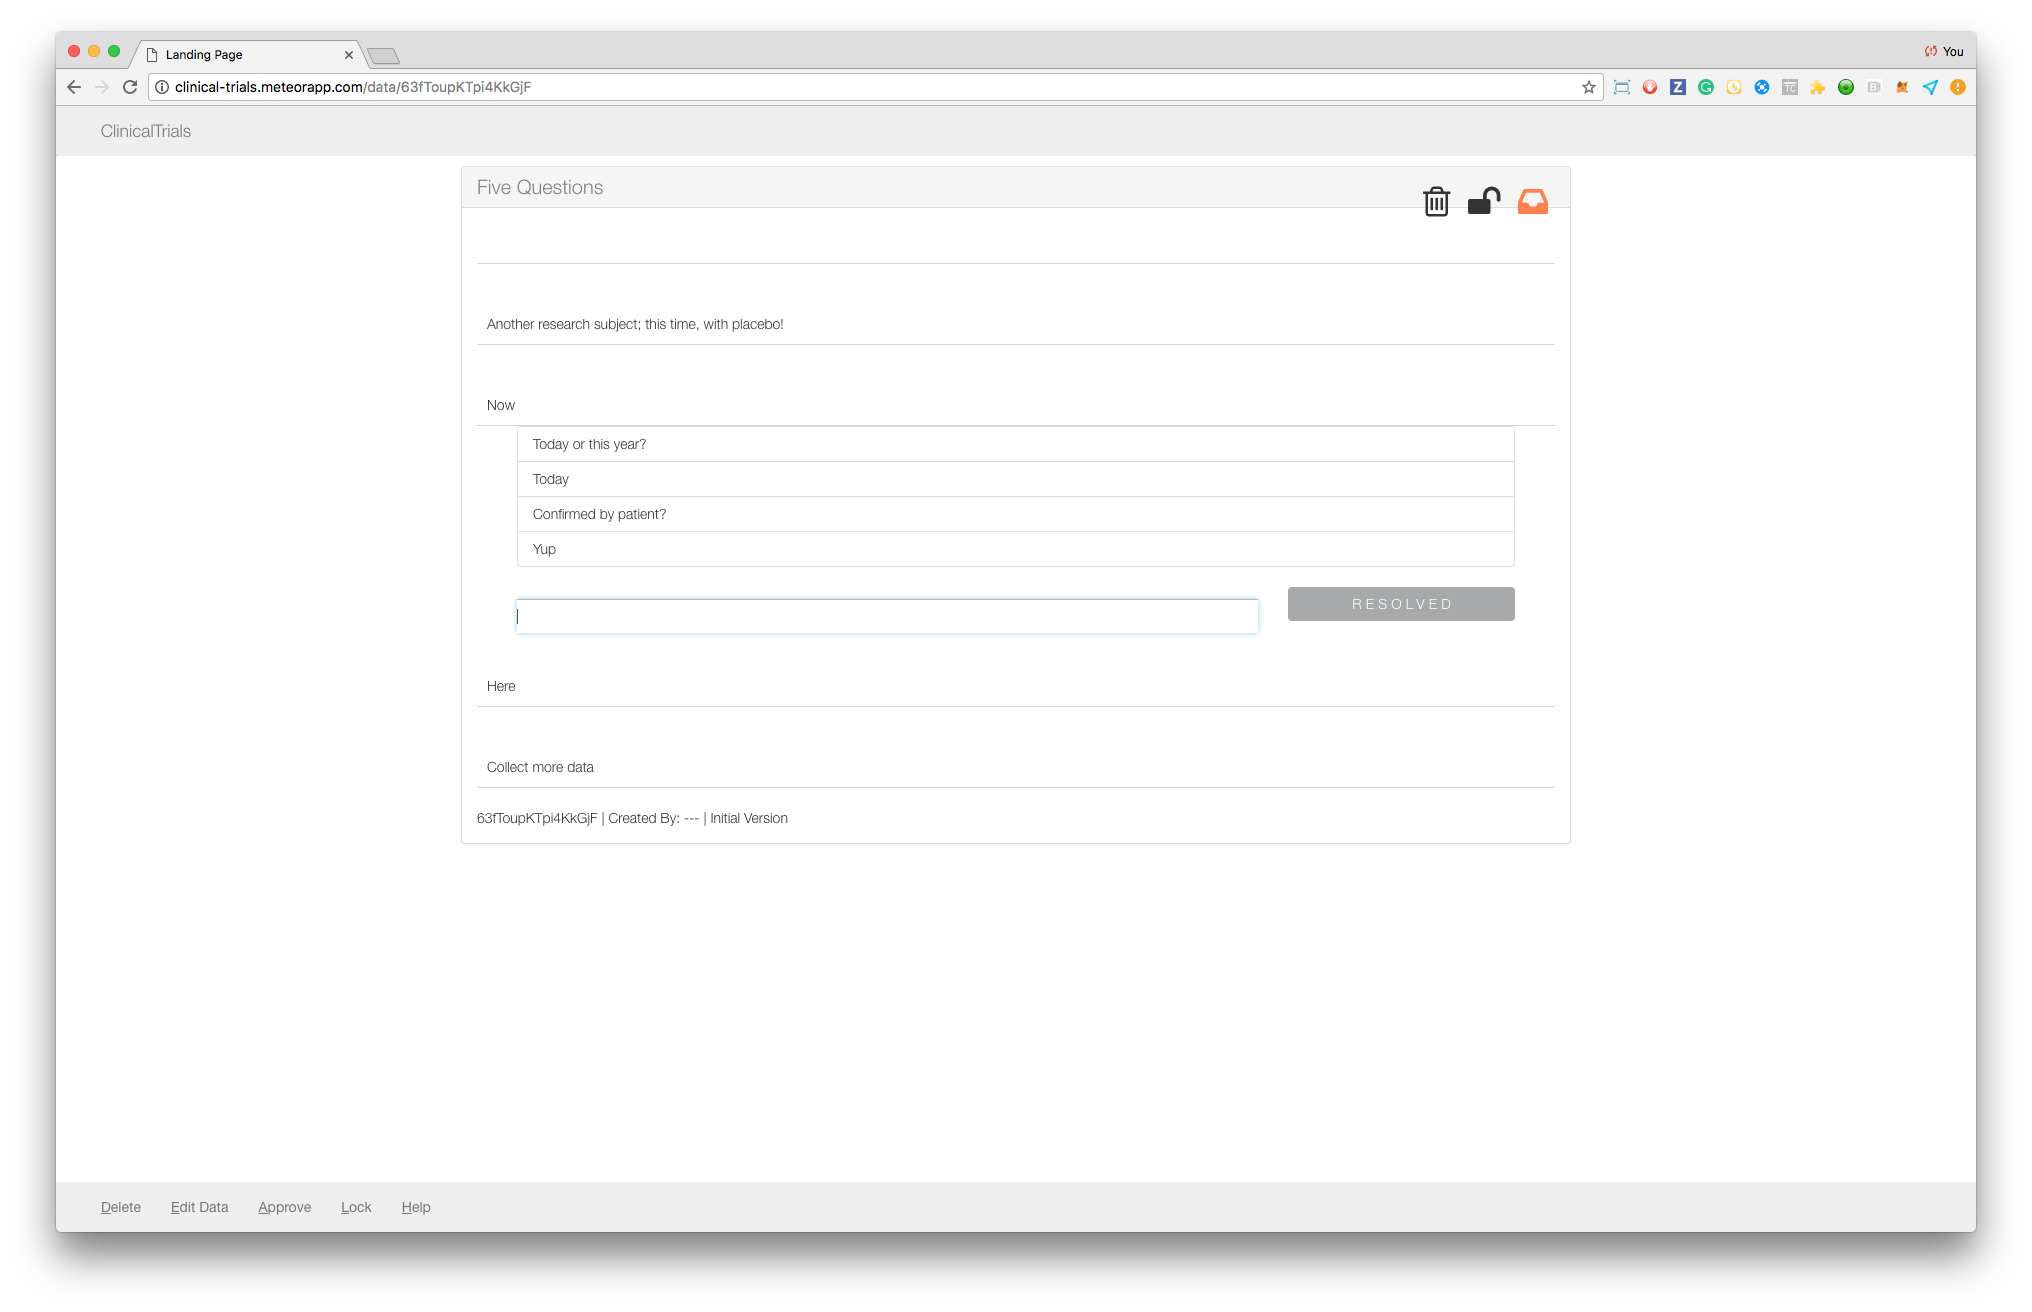 Landing Page
You
clinical-trials.meteorapp.com/data/63fToupKTpi4KkGjF
ClinicalTrials
Five Questions
Another research subject; this time, with placebo!
Now
Today or this year?
Today
Confirmed by patient?
Yup
RESOLVED
Here
Collect more data
63fToupKTpi4KkGjF | Created By: --- | Initial Version
Delete Edit Data Approve Lock Help